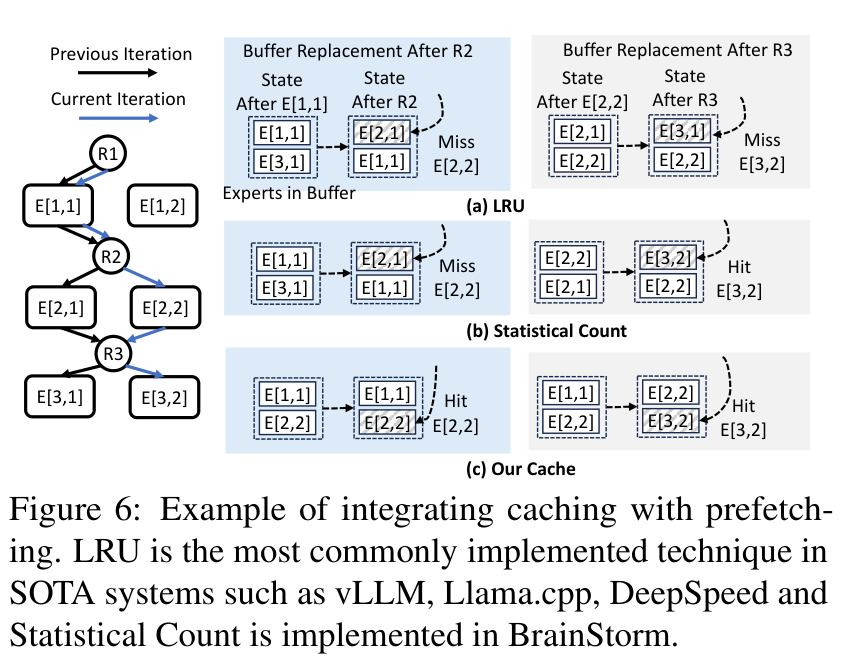 Previous Iteration
Current Iteration
R1
E[1,1]
E[1,2]
R2
E[2,1]
E[2,2]
R3
E[3,1]
E[3,2]
Buffer Replacement After R2
State
After E[1,1]
State
After R2
E[1,1]
E[3,1]
E[2,1]
E[1,1]
Miss
E[2,2]
Experts in Buffer
Buffer Replacement After R3
State
After E[2,2]
State
After R3
E[2,1]
E[2,2]
E[3,1]
E[2,2]
Miss
E[3,2]
(a) LRU
E[1,1]
E[3,1]
E[2,1]
E[1,1]
Miss
E[2,2]
E[2,2]
E[2,1]
E[3,2]
E[2,2]
Hit
E[3,2]
(b) Statistical Count
E[1,1]
E[2,2]
E[1,1]
E[2,2]
Hit
E[2,2]
E[1,1]
E[2,2]
E[2,2]
E[3,2]
Hit
E[3,2]
(c) Our Cache
Figure 6: Example of integrating caching with prefetch-
ing. LRU is the most commonly implemented technique in
SOTA systems such as vLLM, Llama.cpp, DeepSpeed and
Statistical Count is implemented in BrainStorm.